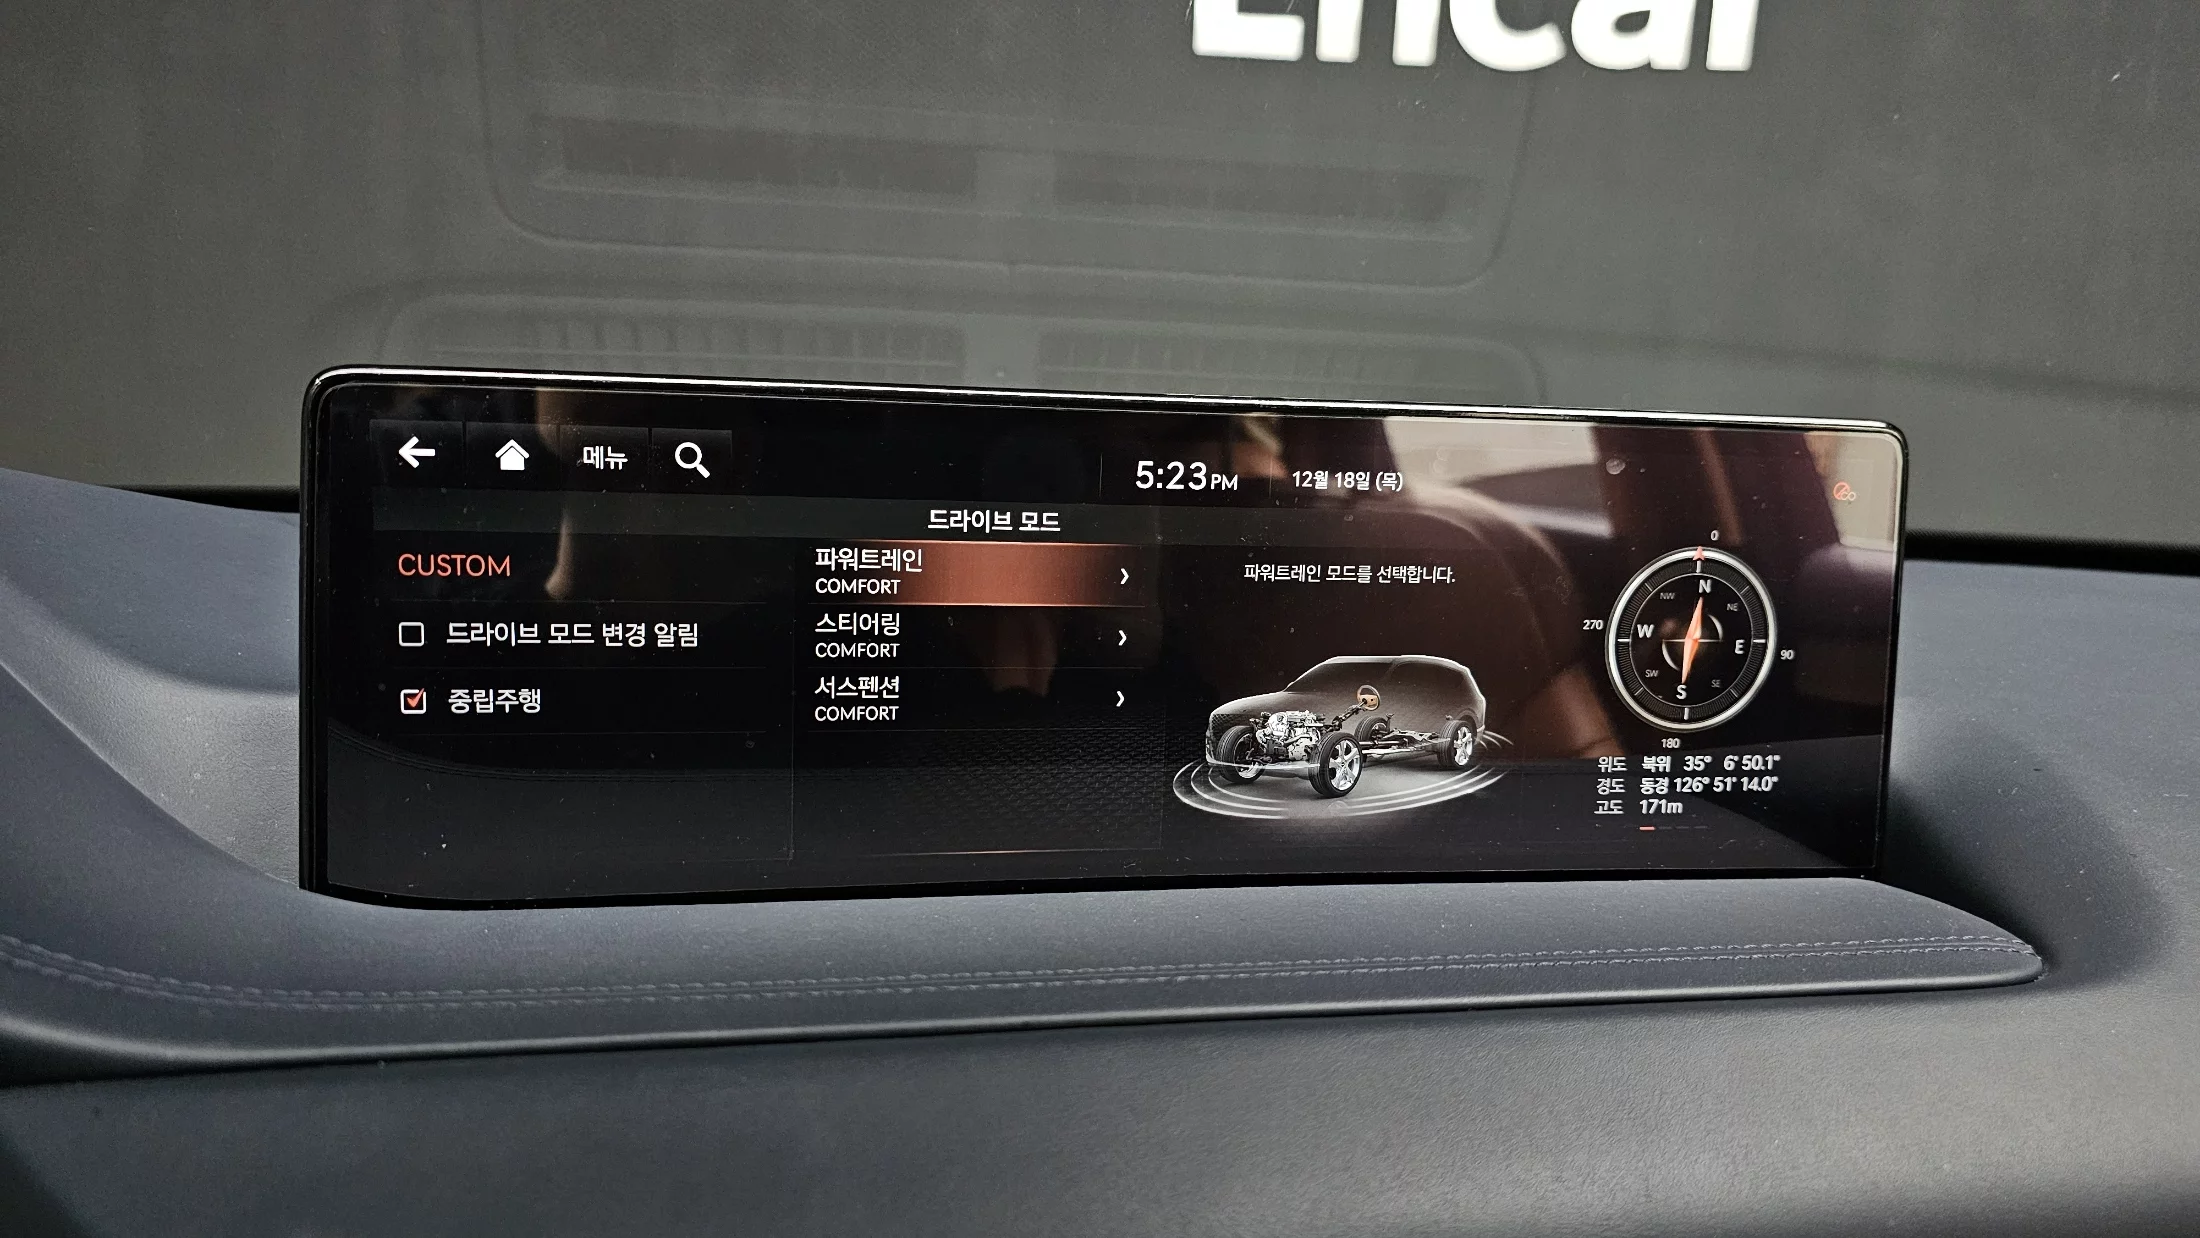 Encar
메뉴
5:23PM
12월 18일 (목)
드라이브 모드
CUSTOM
드라이브 모드 변경 알림
중립주행
파워트레인
COMFORT
스티어링
COMFORT
서스펜션
COMFORT
파워트레인 모드를 선택합니다.
0
N
NW
NE
270
W
E
90
SW
SE
S
180
위도 북위 35° 6' 50.1"
경도 동경 126° 51' 14.0"
고도 171m